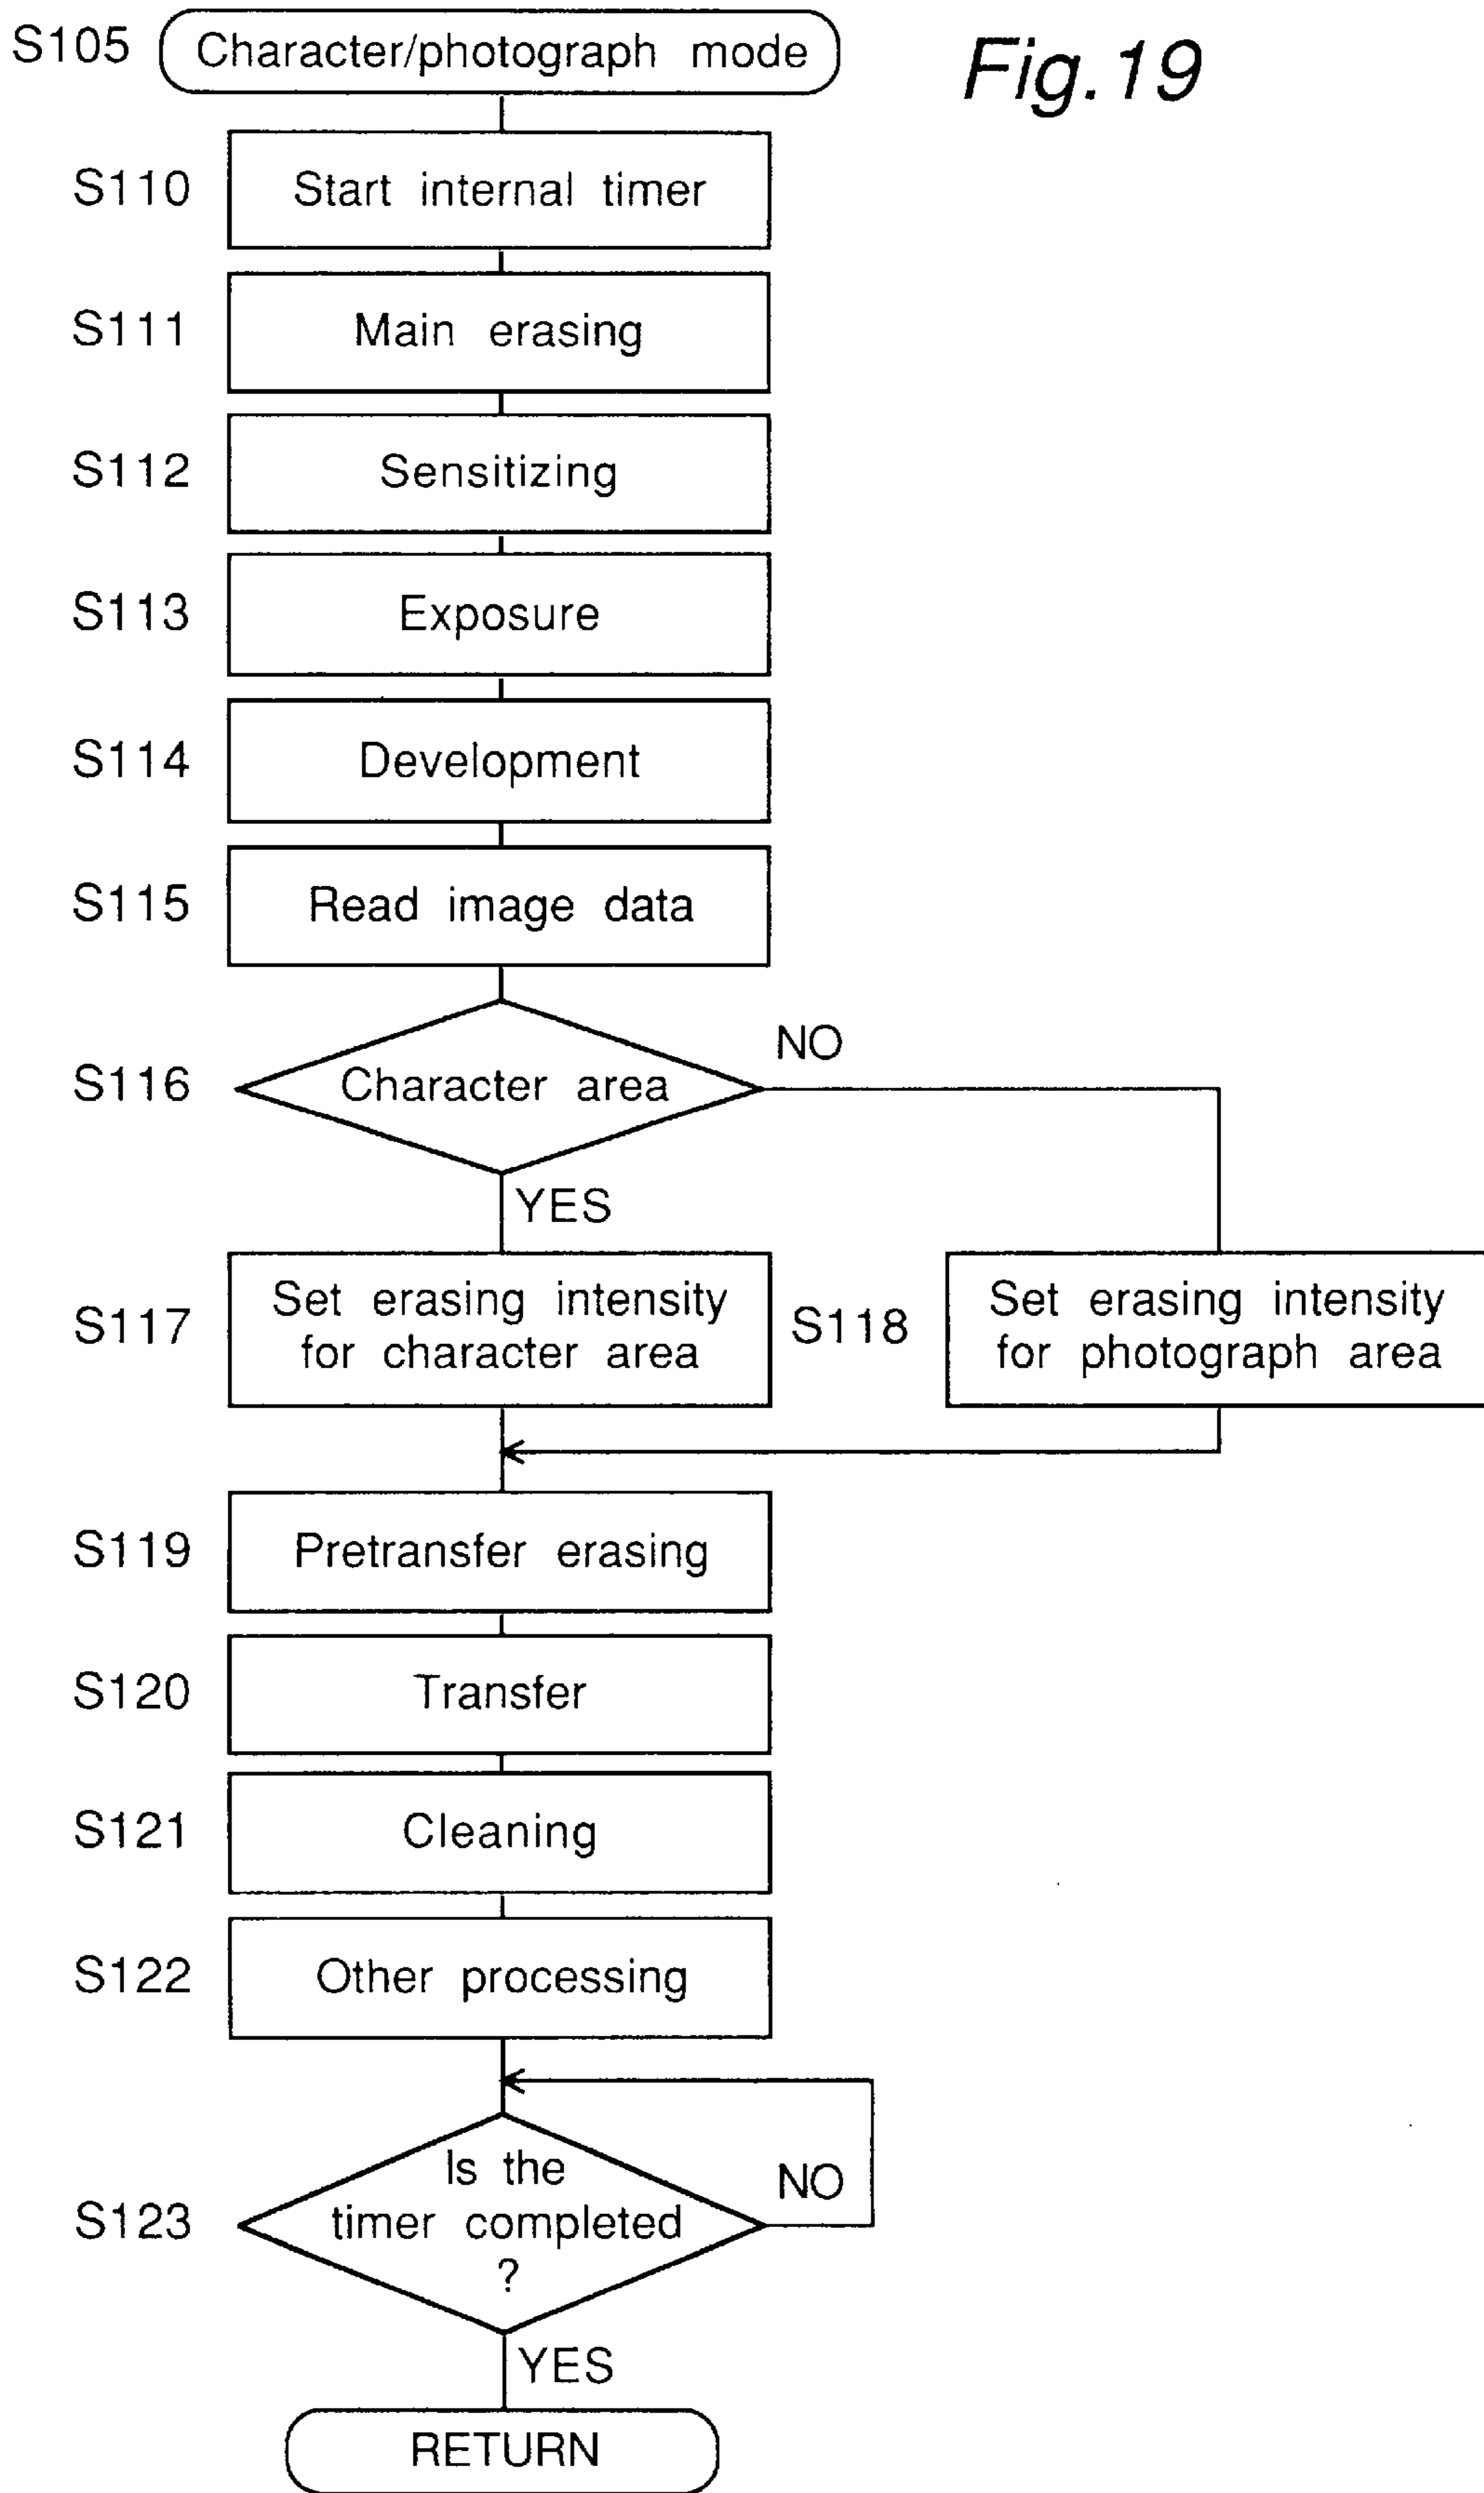 S105 Character/photograph mode
Fig.19
S110 Start internal timer
S111 Main erasing
S112 Sensitizing
S113 Exposure
S114 Development
S115 Read image data
NO
S116 Character area
YES
S117 Set erasing intensity
for character area
S118 Set erasing intensity
for photograph area
S119 Pretransfer erasing
S120 Transfer
S121 Cleaning
S122 Other processing
S123 Is the
timer completed
?
NO
YES
RETURN